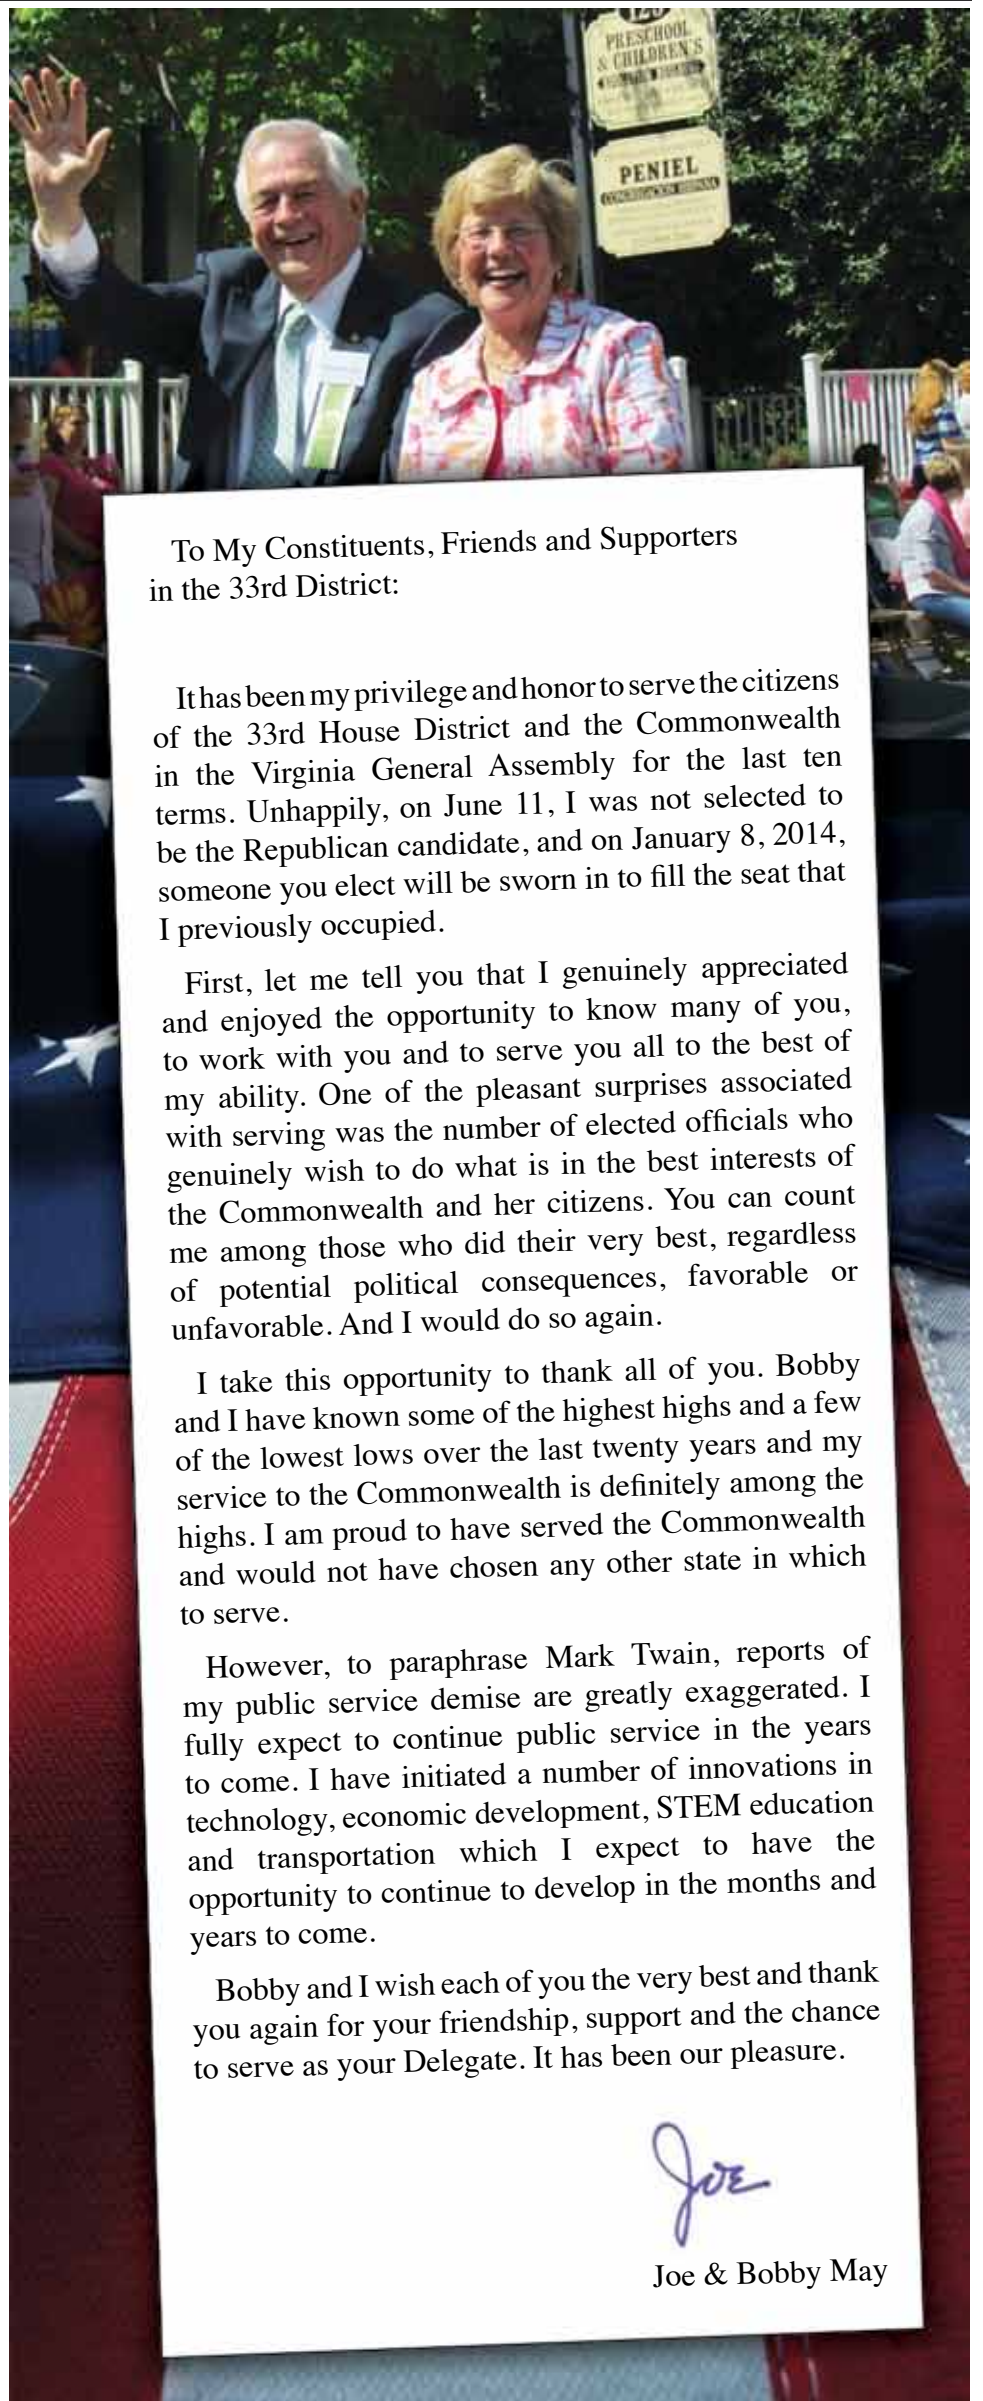 PRESCHOOL
& CHILDREN'S
PENIEL
To My Constituents, Friends and Supporters
in the 33rd District:
It has been my privilege and honor to serve the citizens
of the 33rd House District and the Commonwealth
in the Virginia General Assembly for the last ten
terms. Unhappily, on June 11, I was not selected to
be the Republican candidate, and on January 8, 2014,
someone you elect will be sworn in to fill the seat that
I previously occupied.
First, let me tell you that I genuinely appreciated
and enjoyed the opportunity to know many of you,
to work with you and to serve you all to the best of
my ability. One of the pleasant surprises associated
with serving was the number of elected officials who
genuinely wish to do what is in the best interests of
the Commonwealth and her citizens. You can count
me among those who did their very best, regardless
of potential political consequences, favorable or
unfavorable. And I would do so again.
I take this opportunity to thank all of you. Bobby
and I have known some of the highest highs and a few
of the lowest lows over the last twenty years and my
service to the Commonwealth is definitely among the
highs. I am proud to have served the Commonwealth
and would not have chosen any other state in which
to serve.
However, to paraphrase Mark Twain, reports of
my public service demise are greatly exaggerated. I
fully expect to continue public service in the years
to come. I have initiated a number of innovations in
technology, economic development, STEM education
and transportation which I expect to have the
opportunity to continue to develop in the months and
years to come.
Bobby and I wish each of you the very best and thank
you again for your friendship, support and the chance
to serve as your Delegate. It has been our pleasure.
Joe
Joe & Bobby May